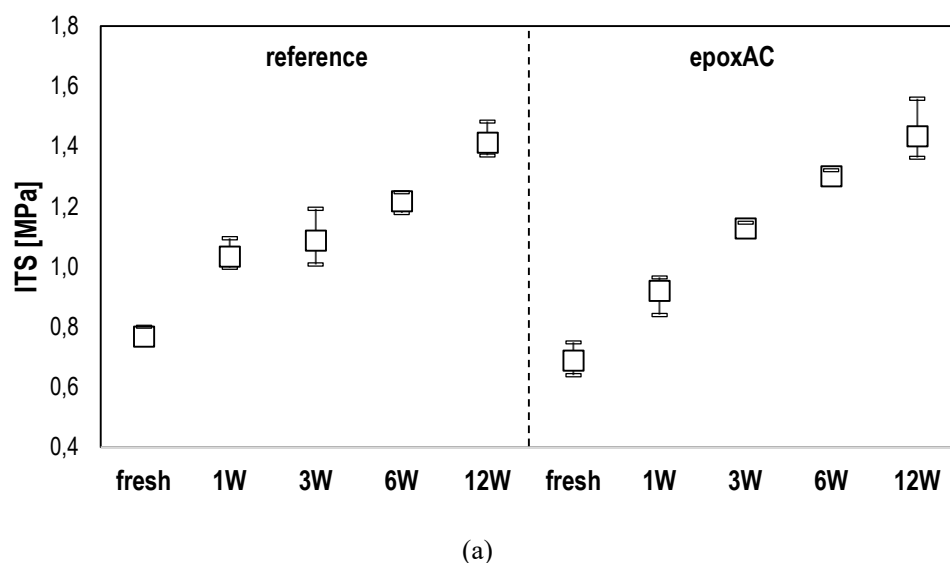 1,8
reference epoxAC
1,6
1,4
1,2
1,0
0,8
0,6
0,4
ITS [MPa]
fresh 1W 3W 6W 12W fresh 1W 3W 6W 12W
(a)